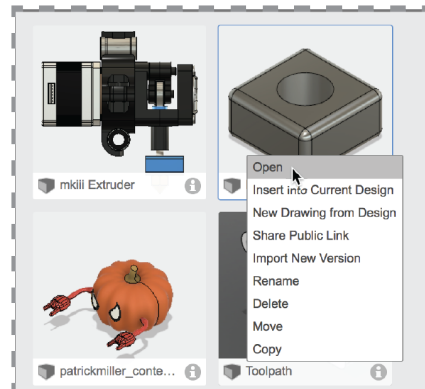 mkiii Extruder
Open
Insert into Current Design
New Drawing from Design
Share Public Link
Import New Version
Rename
Delete
Move
Copy
patrickmiller_conte...
Toolpath